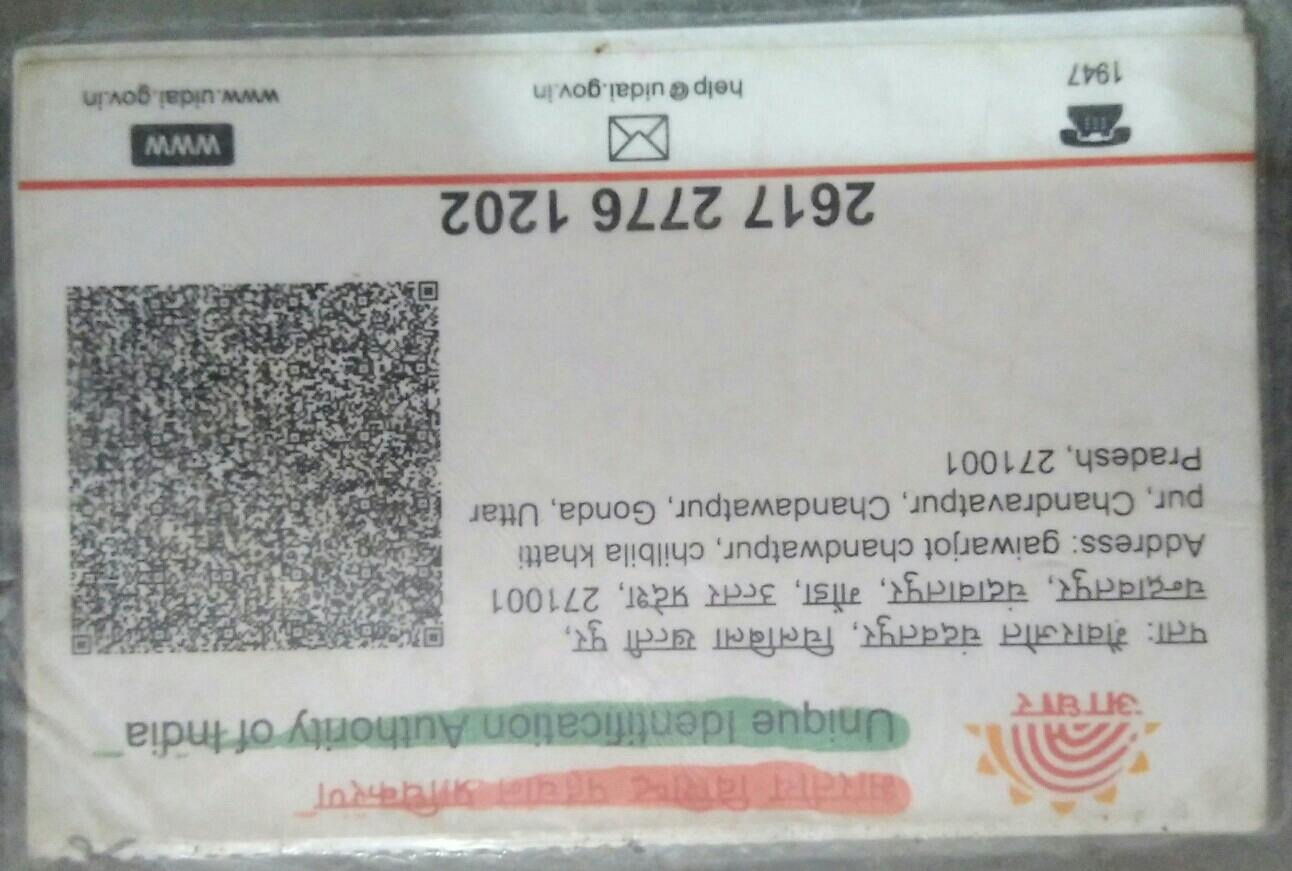 भारतीय विशिष्ट पहचान प्राधिकरण
Unique Identification Authority of India
आधार
पता: गैवारजोत चंदवतपुर, चिलबिला खत्ती पुर,
चन्द्रावतपुर, चंदावतपुर, गोंडा, उत्तर प्रदेश, 271001
Address: gaiwarjot chandwatpur, chilbila khatti
pur, Chandravatpur, Chandawatpur, Gonda, Uttar
Pradesh, 271001
2617 2776 1202
1947
help@uidai.gov.in
WWW
www.uidai.gov.in